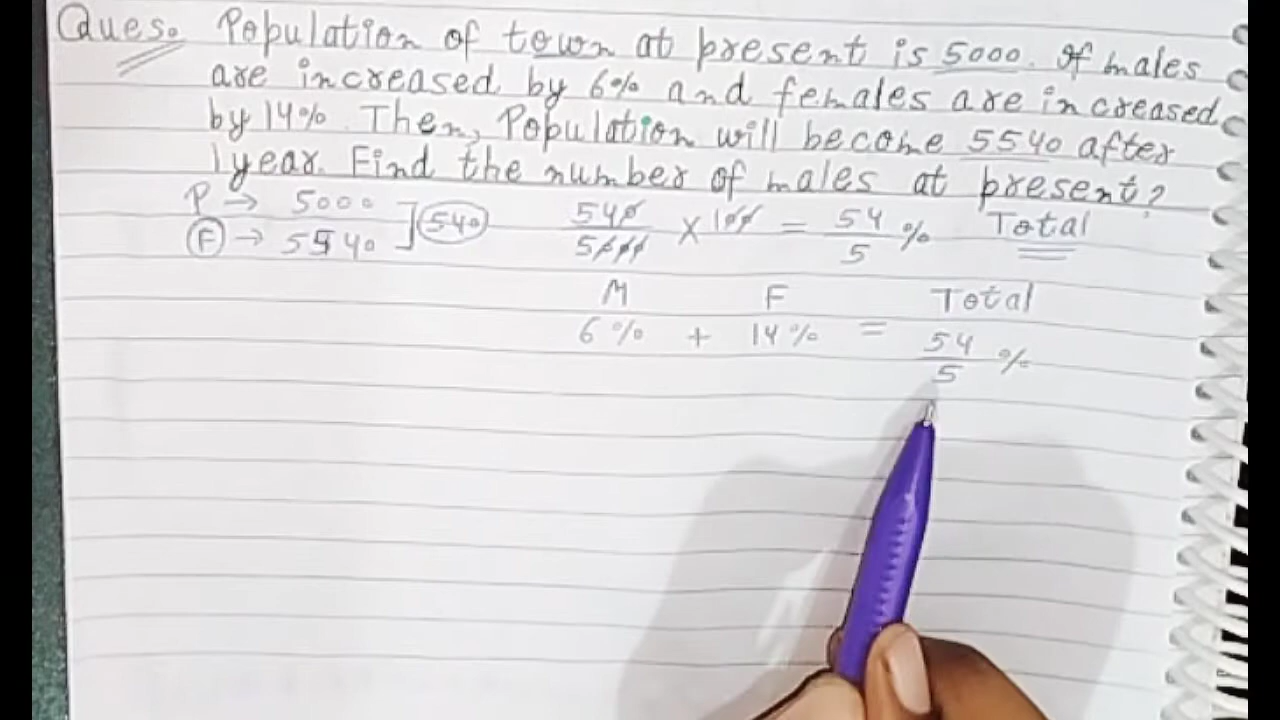 Ques. Population of town at present is 5000. If males
are increased by 6% and females are increased
by 14%. Then, Population will become 5540 after
1 year. Find the number of males at present?
P → 5000
F → 5540 ] 540 540/5000 × 100 = 54/5 % Total
M F Total
6% + 14% = 54/5 %